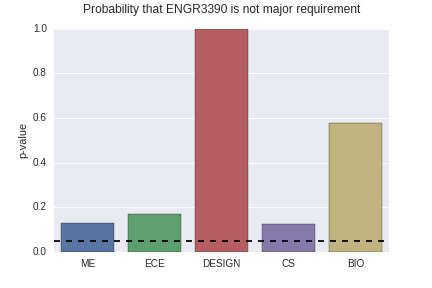 Probability that ENGR3390 is not major requirement
1.0
0.8
0.6
0.4
0.2
0.0
p-value
ME ECE DESIGN CS BIO